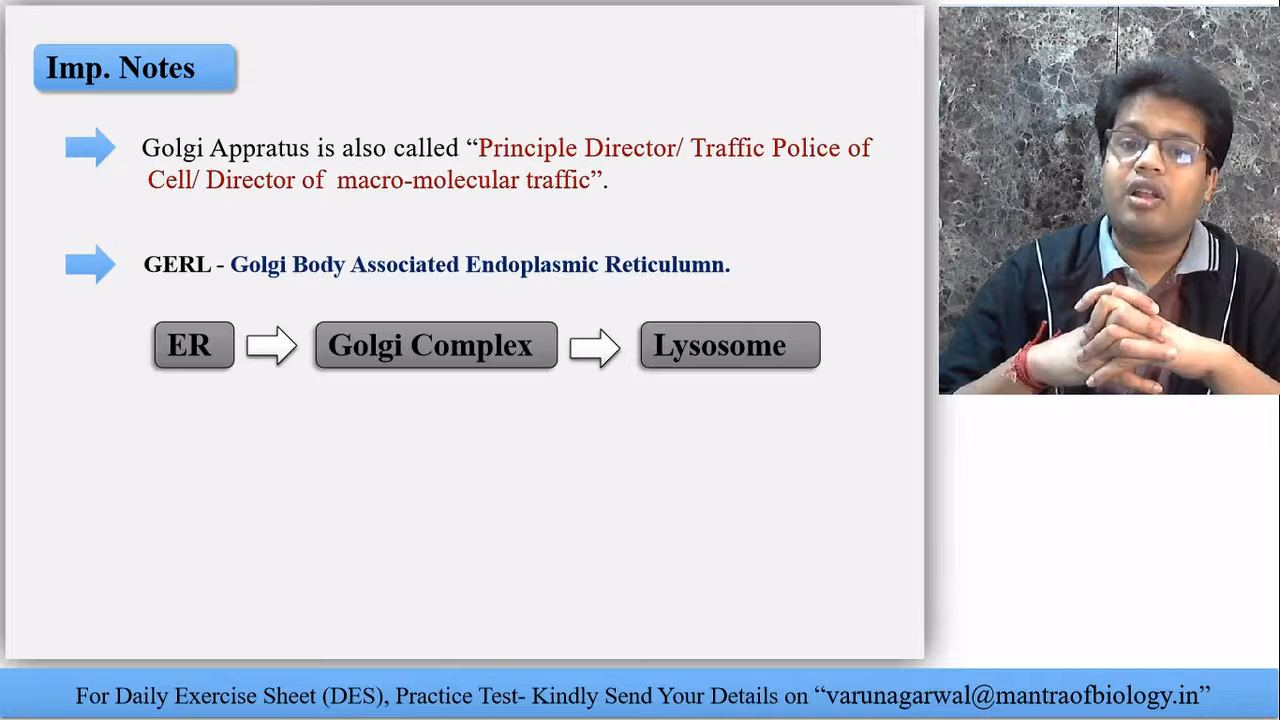 Imp. Notes
Golgi Appratus is also called “Principle Director/ Traffic Police of
Cell/ Director of macro-molecular traffic”.
GERL - Golgi Body Associated Endoplasmic Reticulumn.
ER
Golgi Complex
Lysosome
For Daily Exercise Sheet (DES), Practice Test- Kindly Send Your Details on “varunagarwal@mantraofbiology.in”